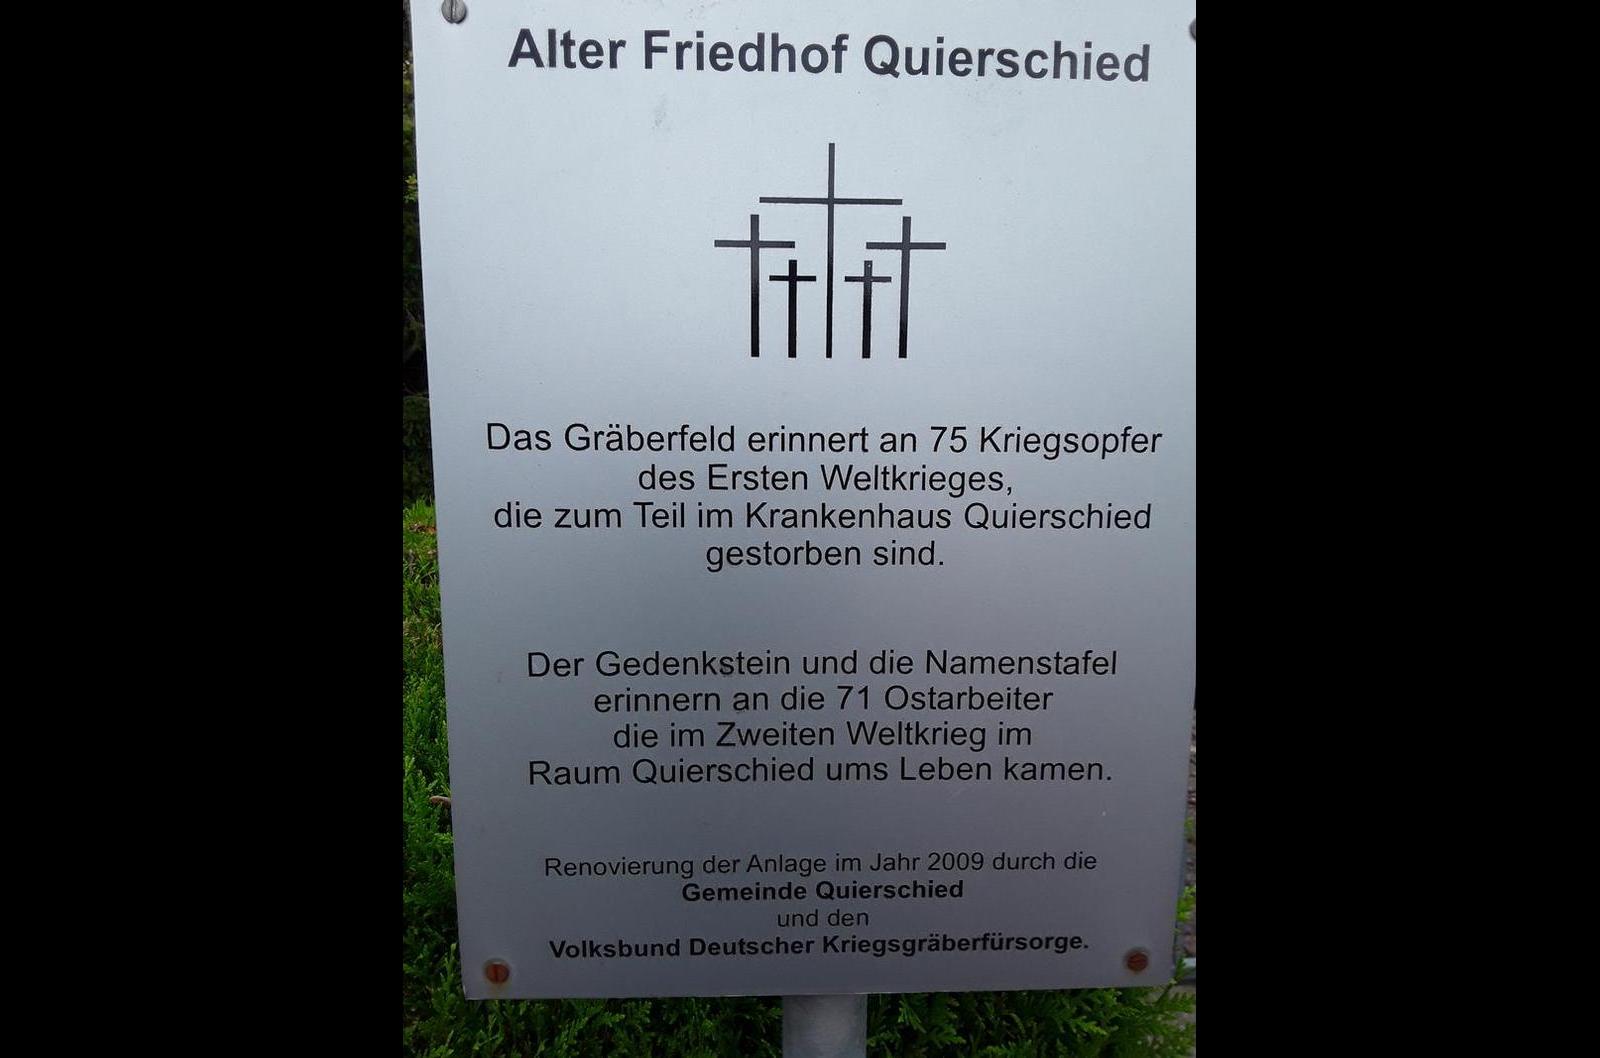 Alter Friedhof Quierschied
Das Gräberfeld erinnert an 75 Kriegsopfer
des Ersten Weltkrieges,
die zum Teil im Krankenhaus Quierschied
gestorben sind.
Der Gedenkstein und die Namenstafel
erinnern an die 71 Ostarbeiter
die im Zweiten Weltkrieg im
Raum Quierschied ums Leben kamen.
Renovierung der Anlage im Jahr 2009 durch die
Gemeinde Quierschied
und den
Volksbund Deutscher Kriegsgräberfürsorge.